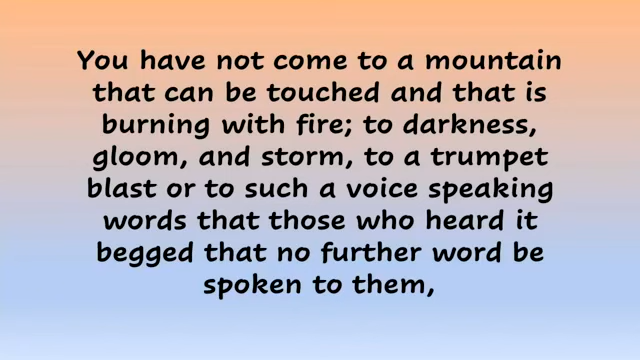 You have not come to a mountain
that can be touched and that is
burning with fire; to darkness,
gloom, and storm, to a trumpet
blast or to such a voice speaking
words that those who heard it
begged that no further word be
spoken to them,